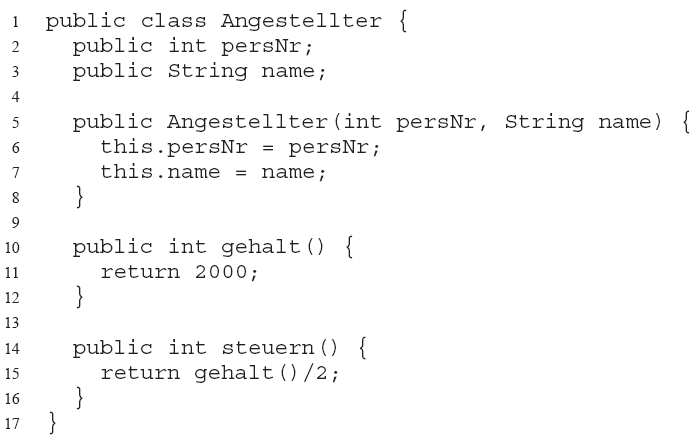 1 public class Angestellter {
2 public int persNr;
3 public String name;
4
5 public Angestellter(int persNr, String name) {
6 this.persNr = persNr;
7 this.name = name;
8 }
9
10 public int gehalt() {
11 return 2000;
12 }
13
14 public int steuern() {
15 return gehalt()/2;
16 }
17 }